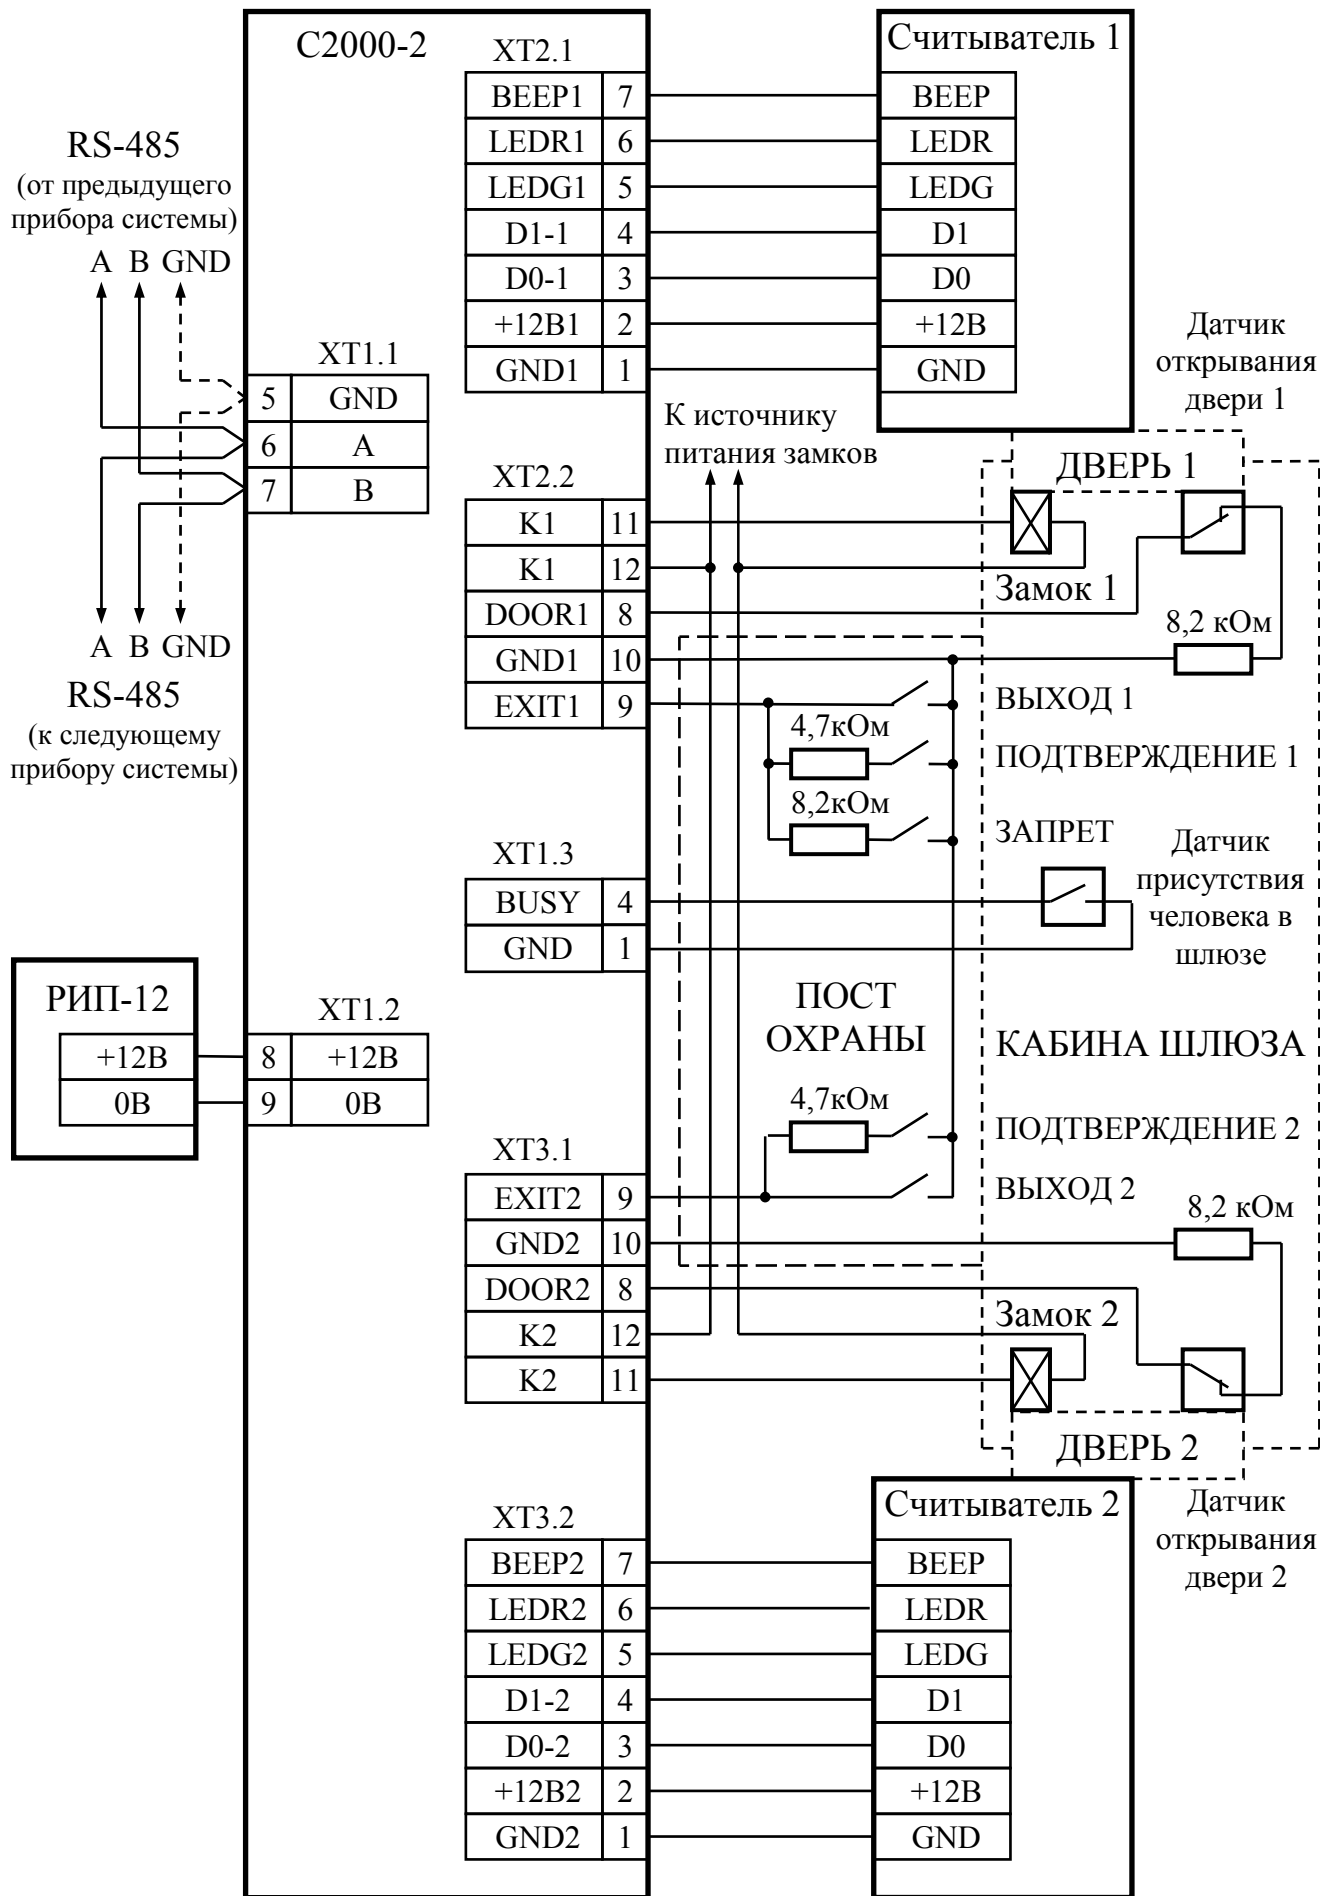 С2000-2
XT2.1
BEEP1 7
LEDR1 6
LEDG1 5
D1-1 4
D0-1 3
+12В1 2
GND1 1
Считыватель 1
BEEP
LEDR
LEDG
D1
D0
+12В
GND
RS-485
(от предыдущего
прибора системы)
A B GND
XT1.1
5 GND
6 A
7 B
A B GND
RS-485
(к следующему
прибору системы)
К источнику
питания замков
Датчик
открывания
двери 1
ДВЕРЬ 1
XT2.2
K1 11
K1 12
DOOR1 8
GND1 10
EXIT1 9
Замок 1
8,2 кОм
ВЫХОД 1
4,7кОм
ПОДТВЕРЖДЕНИЕ 1
8,2кОм
ЗАПРЕТ
XT1.3
BUSY 4
GND 1
Датчик
присутствия
человека в
шлюзе
РИП-12
+12В
0В
XT1.2
8 +12В
9 0В
ПОСТ
ОХРАНЫ
КАБИНА ШЛЮЗА
4,7кОм
ПОДТВЕРЖДЕНИЕ 2
XT3.1
EXIT2 9
GND2 10
DOOR2 8
K2 12
K2 11
ВЫХОД 2
8,2 кОм
Замок 2
ДВЕРЬ 2
Датчик
открывания
двери 2
XT3.2
BEEP2 7
LEDR2 6
LEDG2 5
D1-2 4
D0-2 3
+12В2 2
GND2 1
Считыватель 2
BEEP
LEDR
LEDG
D1
D0
+12В
GND